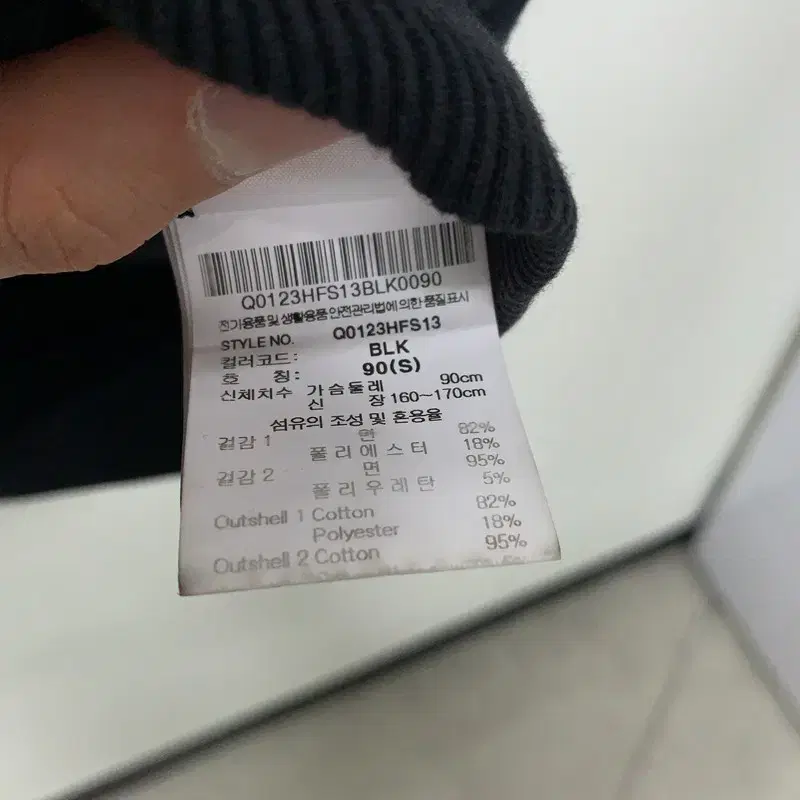 Q0123HFS13BLK0090
전기용품 및 생활용품 안전관리법에 의한 품질표시
STYLE NO. Q0123HFS13
컬러코드: BLK
호 칭: 90(S)
신체치수 가슴둘레 90cm
신 장 160~170cm
섬유의 조성 및 혼용율
겉감 1 면 82%
폴리에스터 18%
겉감 2 면 95%
폴리우레탄 5%
Outshell 1 Cotton 82%
Polyester 18%
Outshell 2 Cotton 95%